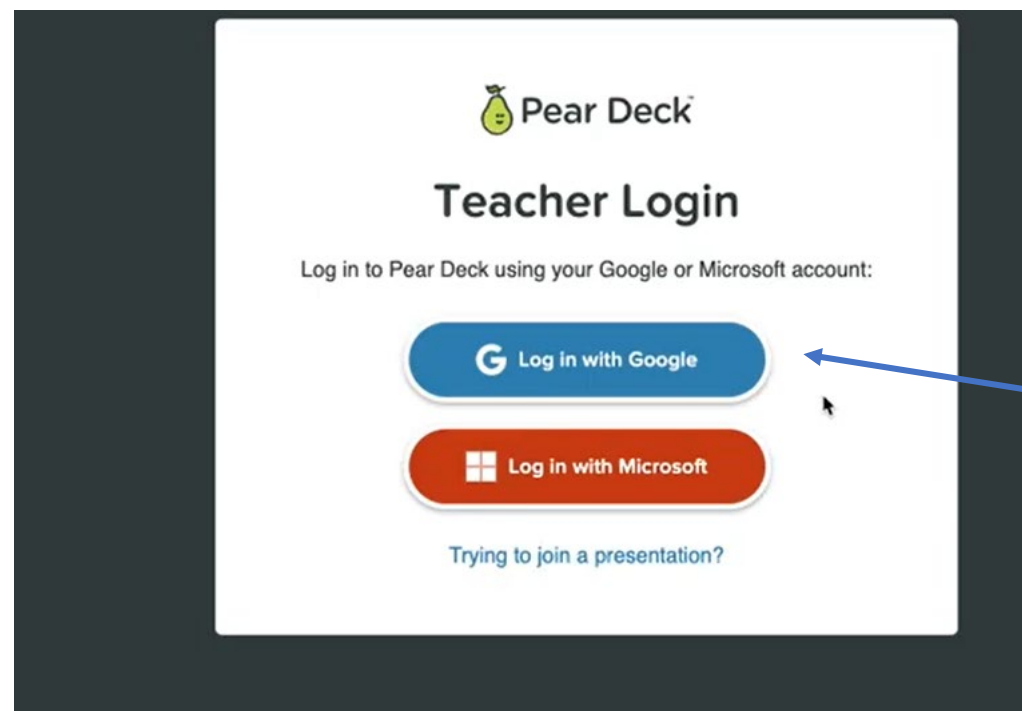 Pear Deck™
Teacher Login
Log in to Pear Deck using your Google or Microsoft account:
Log in with Google
Log in with Microsoft
Trying to join a presentation?